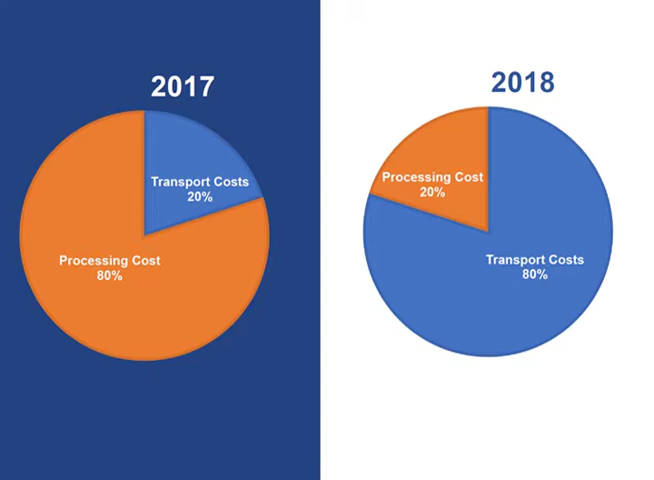 2017
Transport Costs
20%
Processing Cost
80%
2018
Processing Cost
20%
Transport Costs
80%